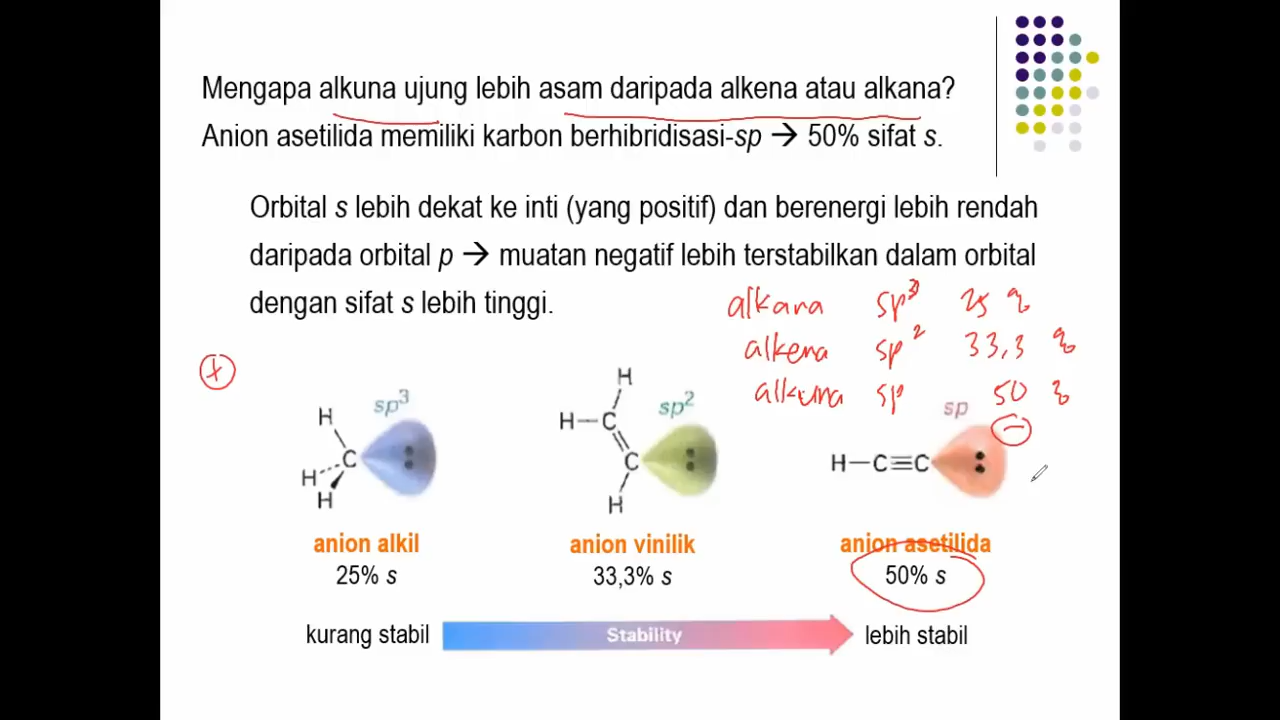 Mengapa alkuna ujung lebih asam daripada alkena atau alkana?
Anion asetilida memiliki karbon berhibridisasi-sp → 50% sifat s.
Orbital s lebih dekat ke inti (yang positif) dan berenergi lebih rendah
daripada orbital p → muatan negatif lebih terstabilkan dalam orbital
dengan sifat s lebih tinggi.
alkana sp³ 25 %
alkena sp² 33,3 %
alkuna sp 50 %
+
sp³
sp²
sp
−
H
H
H
C
H
H–C
C
H
H–C≡C
anion alkil
anion vinilik
anion asetilida
25% s
33,3% s
50% s
kurang stabil
Stability
lebih stabil